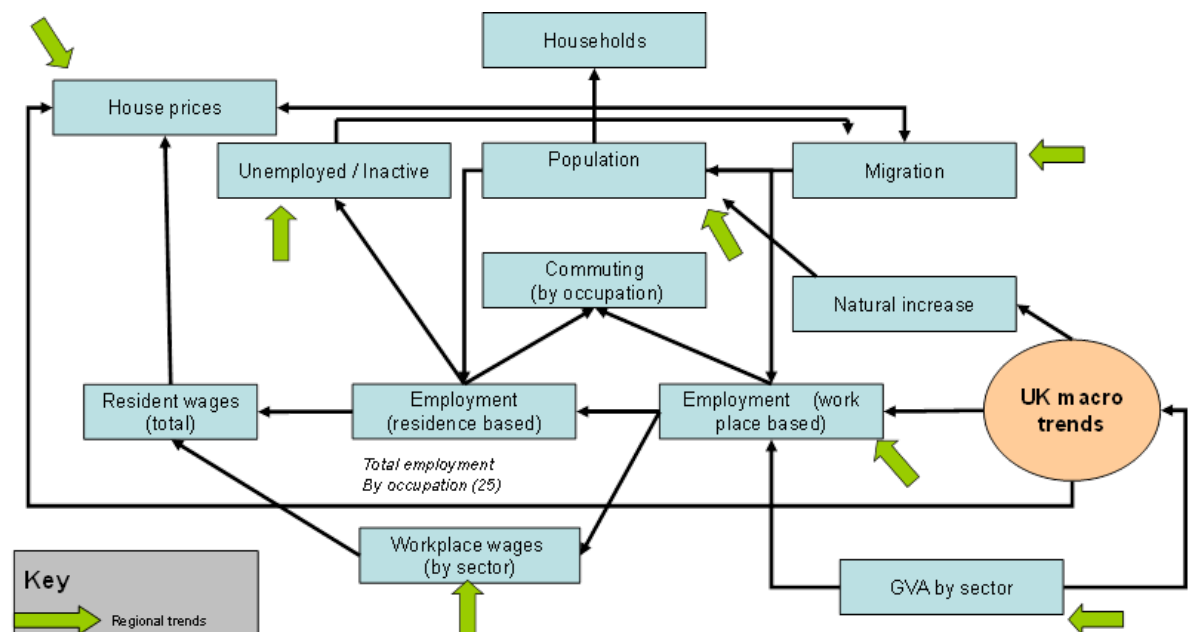 Households
House prices
Unemployed / Inactive
Population
Migration
Commuting
(by occupation)
Natural increase
Resident wages
(total)
Employment
(residence based)
Employment (work
place based)
UK macro
trends
Total employment
By occupation (25)
Workplace wages
(by sector)
GVA by sector
Key
Regional trends